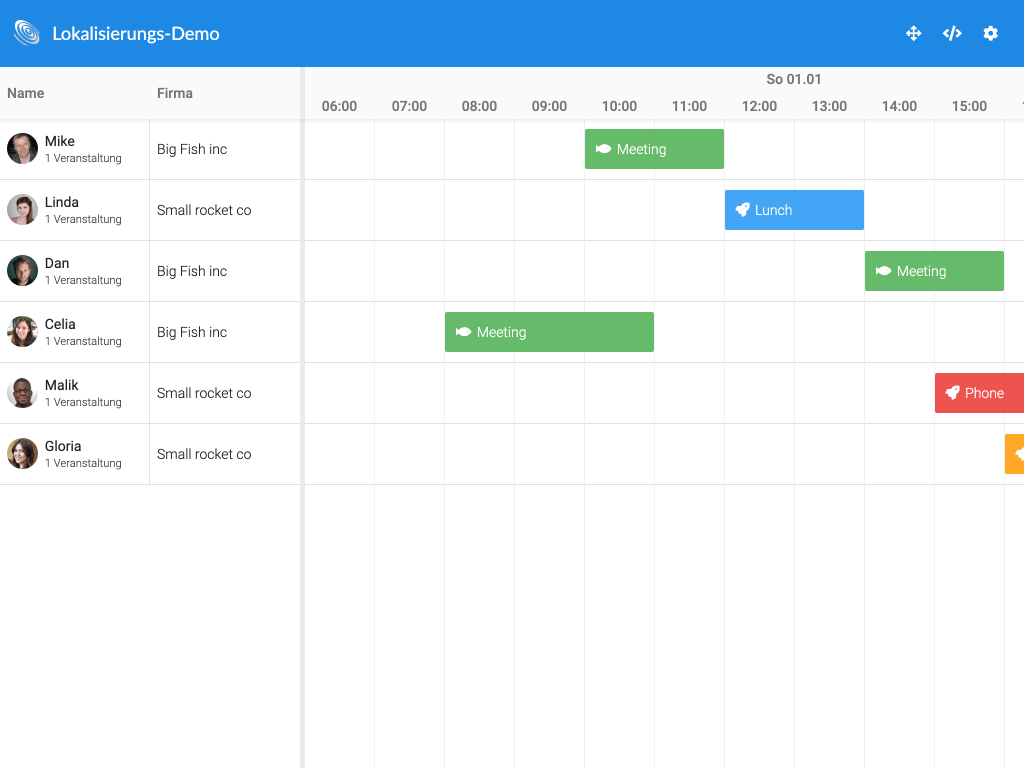 Lokalisierungs-Demo
Name Firma
So 01.01
06:00 07:00 08:00 09:00 10:00 11:00 12:00 13:00 14:00 15:00
Mike
1 Veranstaltung
Big Fish inc
Meeting
Linda
1 Veranstaltung
Small rocket co
Lunch
Dan
1 Veranstaltung
Big Fish inc
Meeting
Celia
1 Veranstaltung
Big Fish inc
Meeting
Malik
1 Veranstaltung
Small rocket co
Phone
Gloria
1 Veranstaltung
Small rocket co